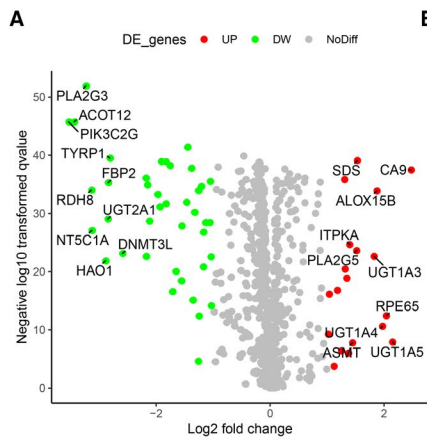 A
B
DE_genes UP DW NoDiff
PLA2G3
ACOT12
PIK3C2G
TYRP1
FBP2
RDH8
UGT2A1
NT5C1A
DNMT3L
HAO1
SDS
CA9
ALOX15B
ITPKA
PLA2G5
UGT1A3
RPE65
UGT1A4
ASMT
UGT1A5
Negative log10 transformed qvalue
50
40
30
20
10
0
−2
0
2
Log2 fold change